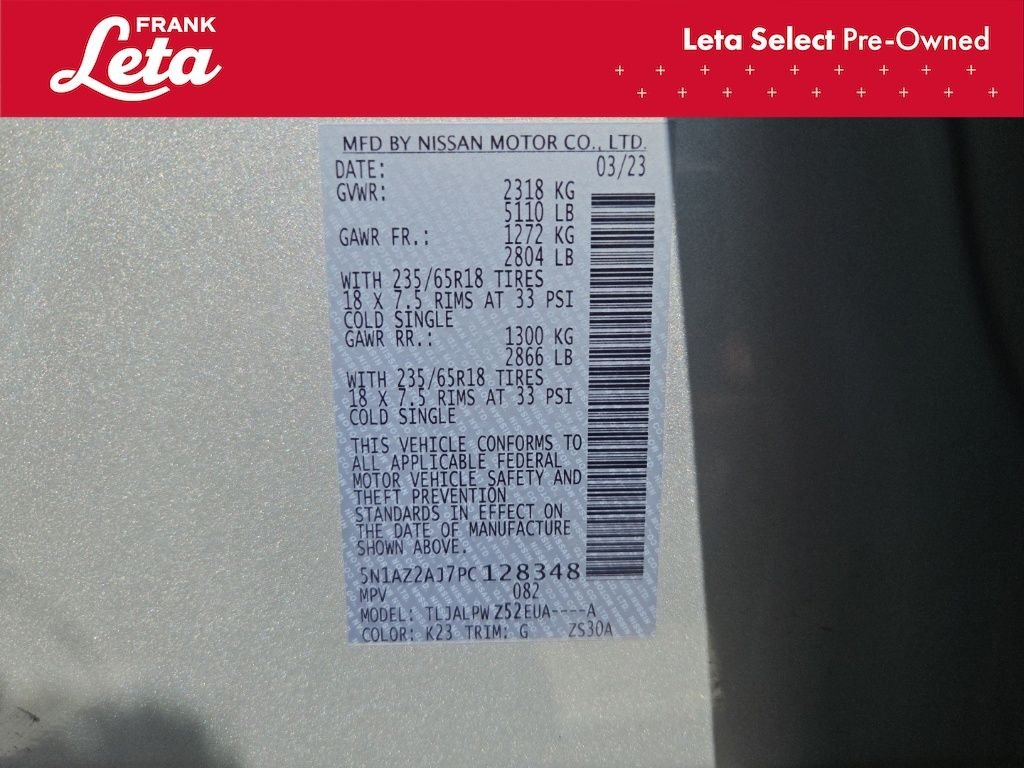 FRANK
Leta
Leta Select Pre-Owned
MFD BY NISSAN MOTOR CO., LTD.
DATE: 03/23
GVWR: 2318 KG
5110 LB
GAWR FR.: 1272 KG
2804 LB
WITH 235/65R18 TIRES
18 X 7.5 RIMS AT 33 PSI
COLD SINGLE
GAWR RR.: 1300 KG
2866 LB
WITH 235/65R18 TIRES
18 X 7.5 RIMS AT 33 PSI
COLD SINGLE
THIS VEHICLE CONFORMS TO
ALL APPLICABLE FEDERAL
MOTOR VEHICLE SAFETY AND
THEFT PREVENTION
STANDARDS IN EFFECT ON
THE DATE OF MANUFACTURE
SHOWN ABOVE.
5N1AZ2AJ7PC128348
MPV 082
MODEL: TLJALPWZ52EUA----A
COLOR: K23 TRIM: G ZS30A